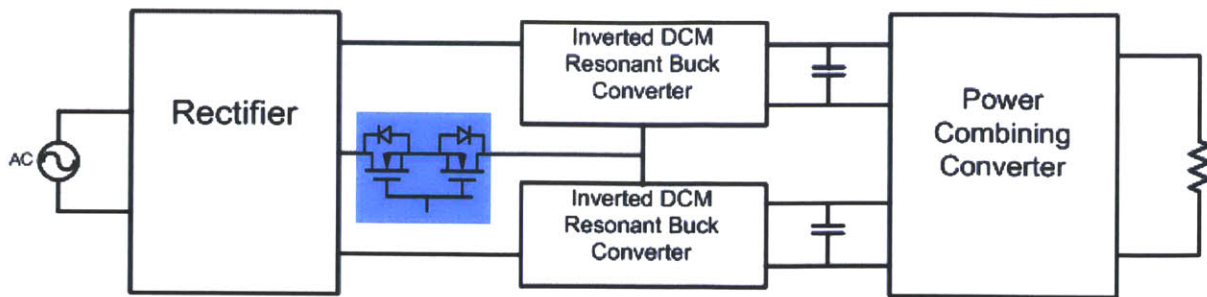 AC
Rectifier
Inverted DCM
Resonant Buck
Converter
Inverted DCM
Resonant Buck
Converter
Power
Combining
Converter